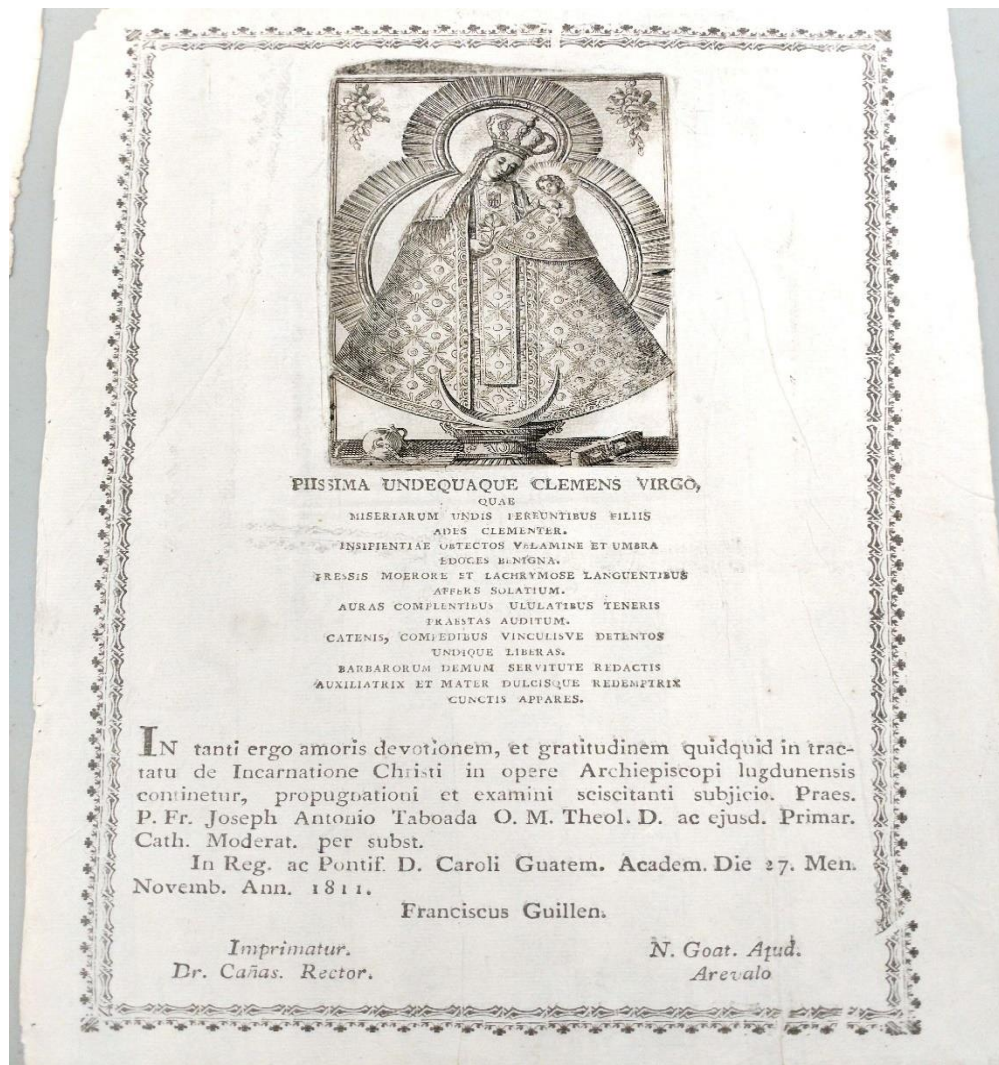 PIISSIMA UNDEQUAQUE CLEMENS VIRGO,
QUAE
MISERIARUM UNDIS PEREUNTIBUS FILIIS
ADES CLEMENTER.
INSIPIENTIAE OBTECTOS VELAMINE ET UMBRA
EDOCES BENIGNA.
PRESSIS MOERORE ET LACHRYMOSE LANGUENTIBUS
AFFERS SOLATIUM.
AURAS COMPLENTIBUS ULULATIBUS TENERIS
PRAESTAS AUDITUM.
CATENIS, COMPEDIBUS VINCULISVE DETENTOS
UNDIQUE LIBERAS.
BARBARORUM DEMUM SERVITUTE REDACTIS
AUXILIATRIX ET MATER DULCISQUE REDEMPTRIX
CUNCTIS APPARES.
IN tanti ergo amoris devotionem, et gratitudinem quidquid in trac-
tatu de Incarnatione Christi in opere Archiepiscopi lugdunensis
continetur, propugnationi et examini sciscitanti subjicio. Praes.
P. Fr. Joseph Antonio Taboada O. M. Theol. D. ac ejusd. Primar.
Cath. Moderat. per subst.
In Reg. ac Pontif. D. Caroli Guatem. Academ. Die 27. Men.
Novemb. Ann. 1811.
Franciscus Guillen.
Imprimatur.
Dr. Cañas. Rector.
N. Goat. Apud.
Arevalo